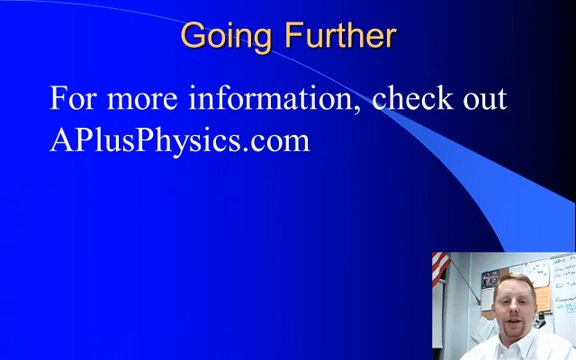 Going Further
For more information, check out
APlusPhysics.com